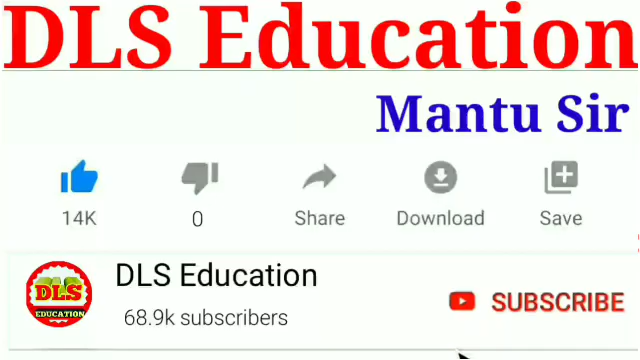 DLS Education
Mantu Sir
14K
0
Share
Download
Save
DLS
EDUCATION
DLS Education
68.9k subscribers
SUBSCRIBE